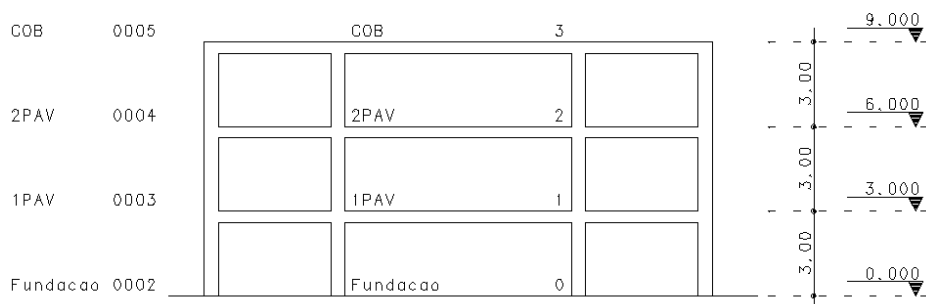 COB 0005 COB 3 9.000
3,00
2PAV 0004 2PAV 2 6.000
3,00
1PAV 0003 1PAV 1 3.000
3,00
Fundacao 0002 Fundacao 0 0.000